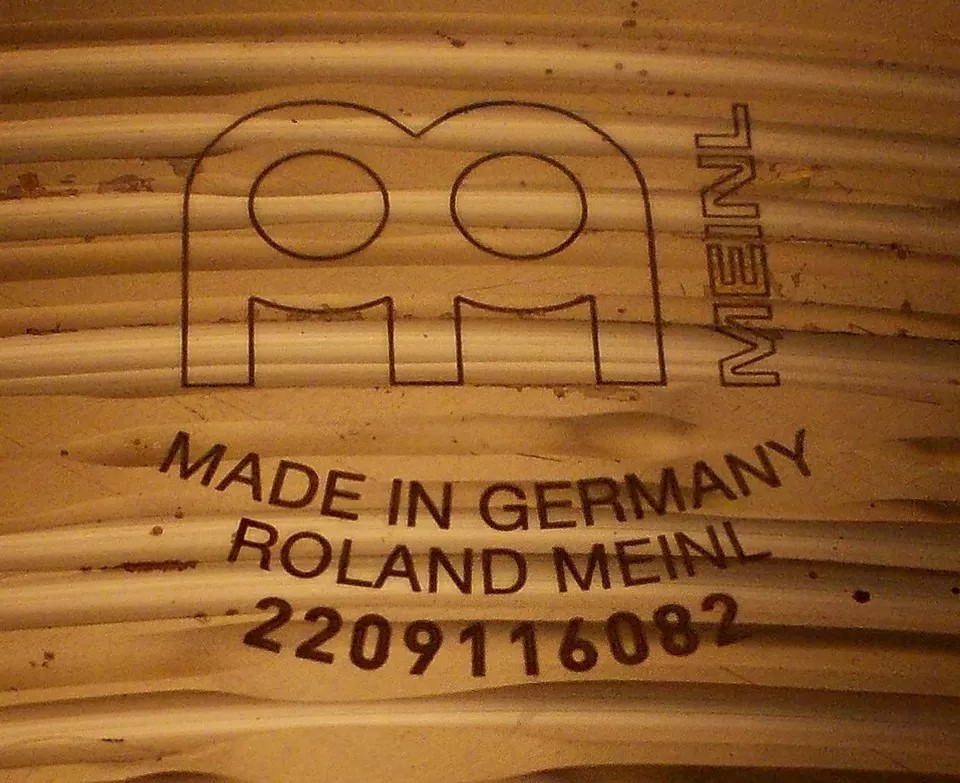 MEINL
MADE IN GERMANY
ROLAND MEINL
2209116082